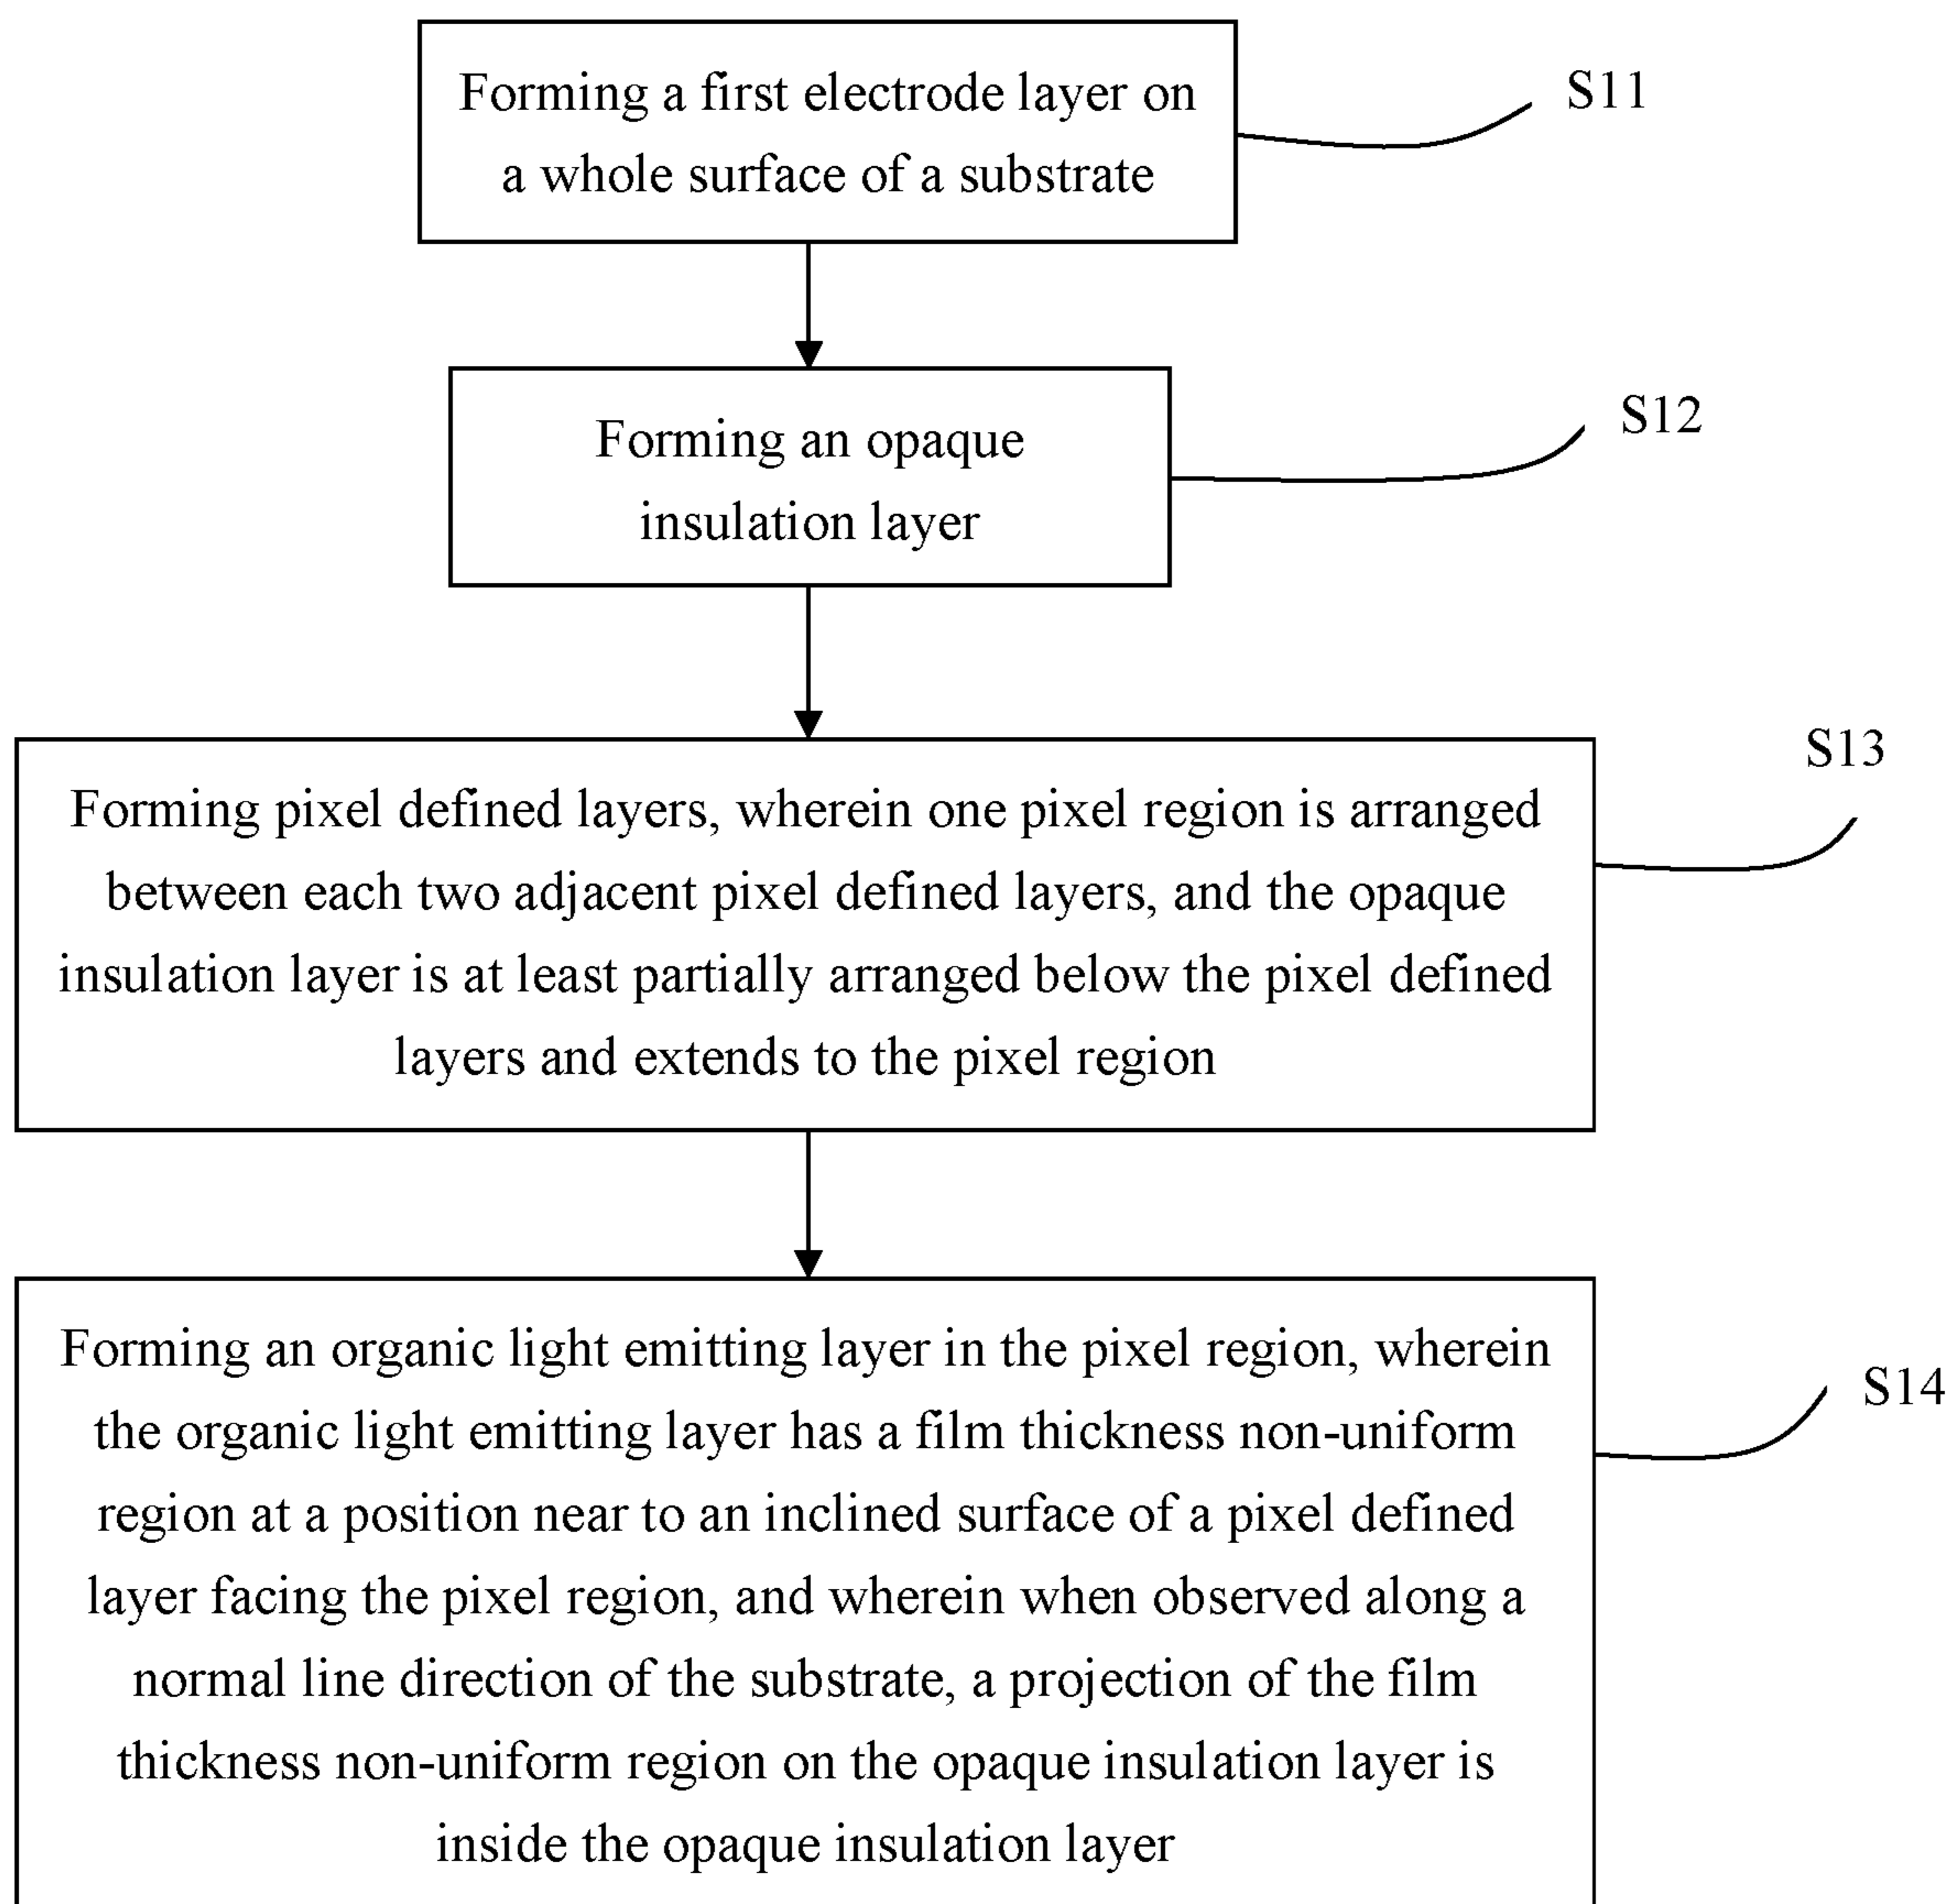 Forming a first electrode layer on
a whole surface of a substrate
S11
Forming an opaque
insulation layer
S12
Forming pixel defined layers, wherein one pixel region is arranged
between each two adjacent pixel defined layers, and the opaque
insulation layer is at least partially arranged below the pixel defined
layers and extends to the pixel region
S13
Forming an organic light emitting layer in the pixel region, wherein
the organic light emitting layer has a film thickness non-uniform
region at a position near to an inclined surface of a pixel defined
layer facing the pixel region, and wherein when observed along a
normal line direction of the substrate, a projection of the film
thickness non-uniform region on the opaque insulation layer is
inside the opaque insulation layer
S14